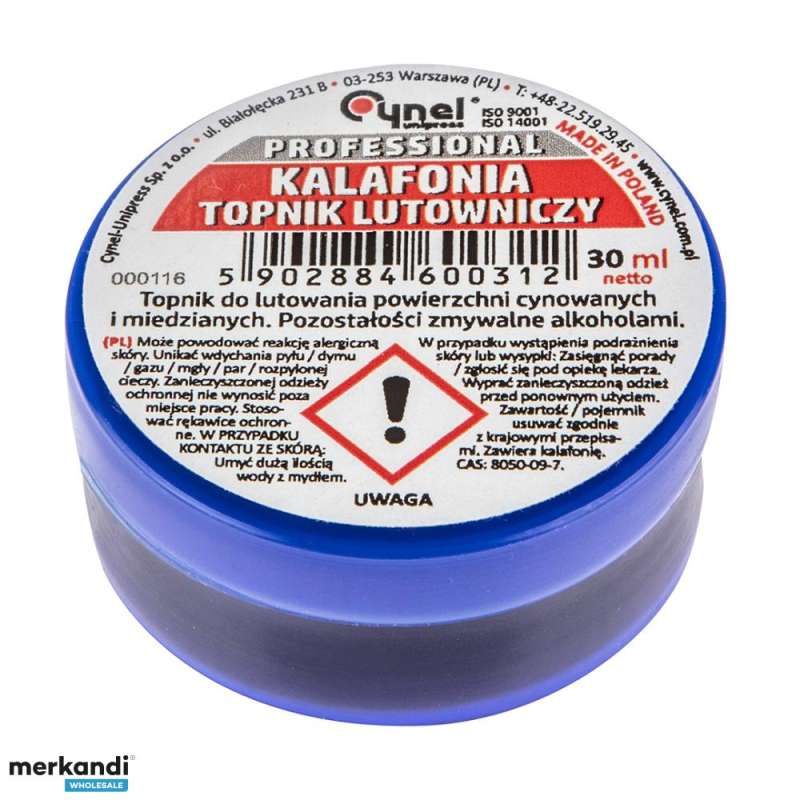 Cynel-Unipress Sp. z o.o. • ul. Białołęcka 231 B • 03-253 Warszawa (PL) • T: +48-22.519.29.45 • www.cynel.com.pl
Cynel®
unipress
ISO 9001
ISO 14001
MADE IN POLAND
PROFESSIONAL
KALAFONIA
TOPNIK LUTOWNICZY
000116
5 902884 600312
30 ml
netto
Topnik do lutowania powierzchni cynowanych
i miedzianych. Pozostałości zmywalne alkoholami.
(PL) Może powodować reakcję alergiczną
skóry. Unikać wdychania pyłu / dymu
/ gazu / mgły / par / rozpylonej
cieczy. Zanieczyszczonej odzieży
ochronnej nie wynosić poza
miejsce pracy. Stoso-
wać rękawice ochron-
ne. W PRZYPADKU
KONTAKTU ZE SKÓRĄ:
Umyć dużą ilością
wody z mydłem.
W przypadku wystąpienia podrażnienia
skóry lub wysypki: Zasięgnąć porady
/ zgłosić się pod opiekę lekarza.
Wyprać zanieczyszczoną odzież
przed ponownym użyciem.
Zawartość / pojemnik
usuwać zgodnie
z krajowymi przepisa-
mi. Zawiera kalafonię.
CAS: 8050-09-7.
UWAGA
merkandi
WHOLESALE